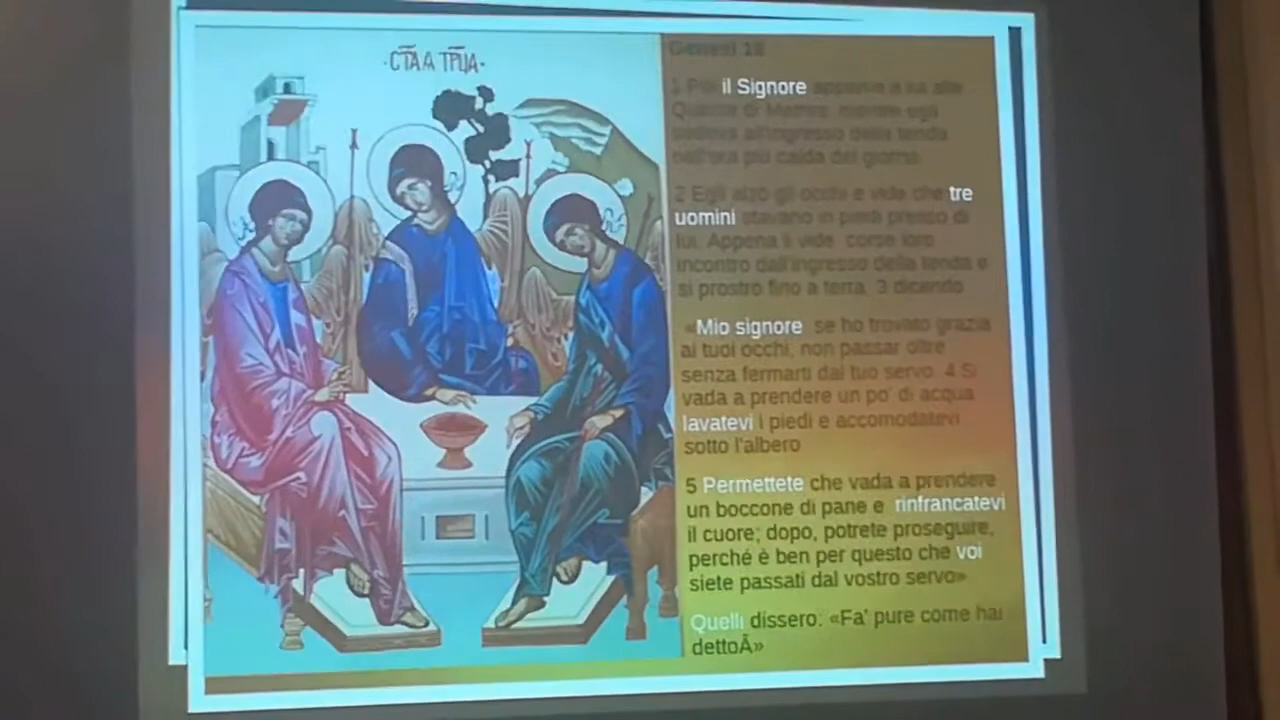 ·СТАА ТРЦА·
Genesi 18
1 Poi il Signore apparve a lui alle
Querce di Mamre, mentre egli
sedeva all'ingresso della tenda
nell'ora più calda del giorno.
2 Egli alzò gli occhi e vide che tre
uomini stavano in piedi presso di
lui. Appena li vide, corse loro
incontro dall'ingresso della tenda e
si prostrò fino a terra, 3 dicendo
«Mio signore, se ho trovato grazia
ai tuoi occhi, non passar oltre
senza fermarti dal tuo servo. 4 Si
vada a prendere un po' di acqua
lavatevi i piedi e accomodatevi
sotto l'albero
5 Permettete che vada a prendere
un boccone di pane e rinfrancatevi
il cuore; dopo, potrete proseguire,
perché è ben per questo che voi
siete passati dal vostro servo»
Quelli dissero: «Fa' pure come hai
dettoÂ»